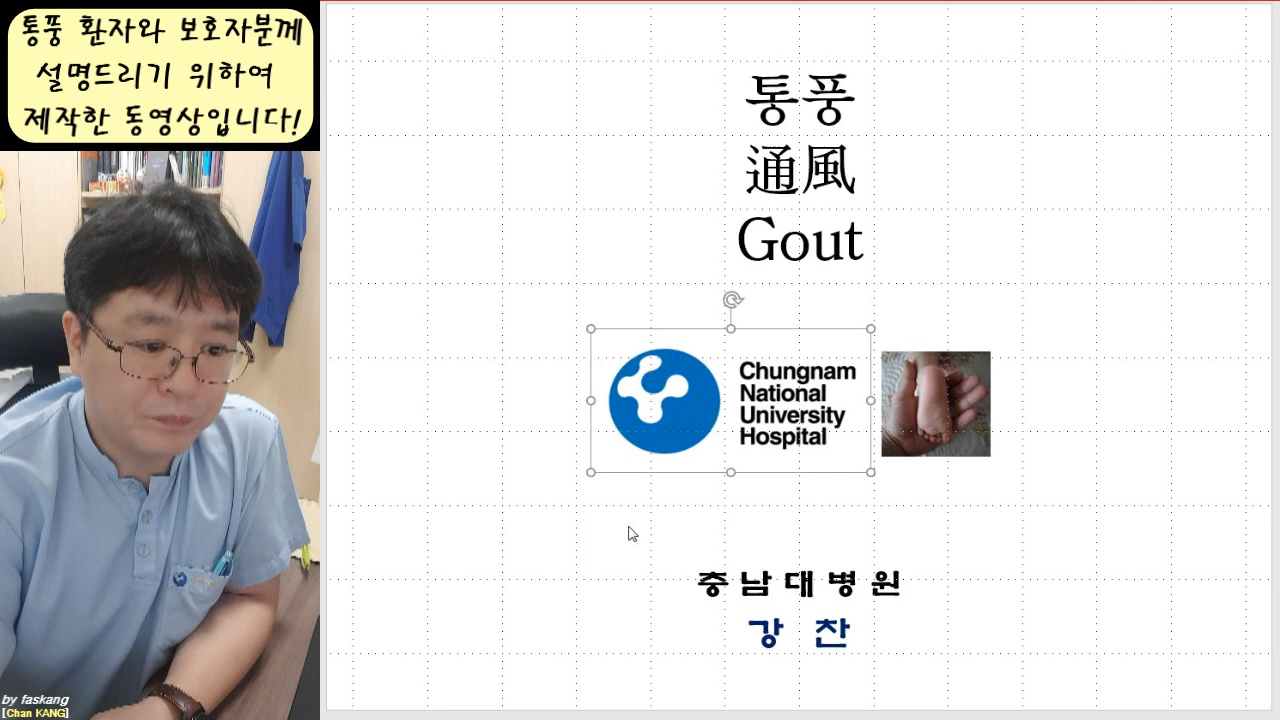 통풍 환자와 보호자분께
설명드리기 위하여
제작한 동영상입니다!
통풍
通風
Gout
Chungnam
National
University
Hospital
충남대병원
강 찬
by faskang
[Chan KANG]